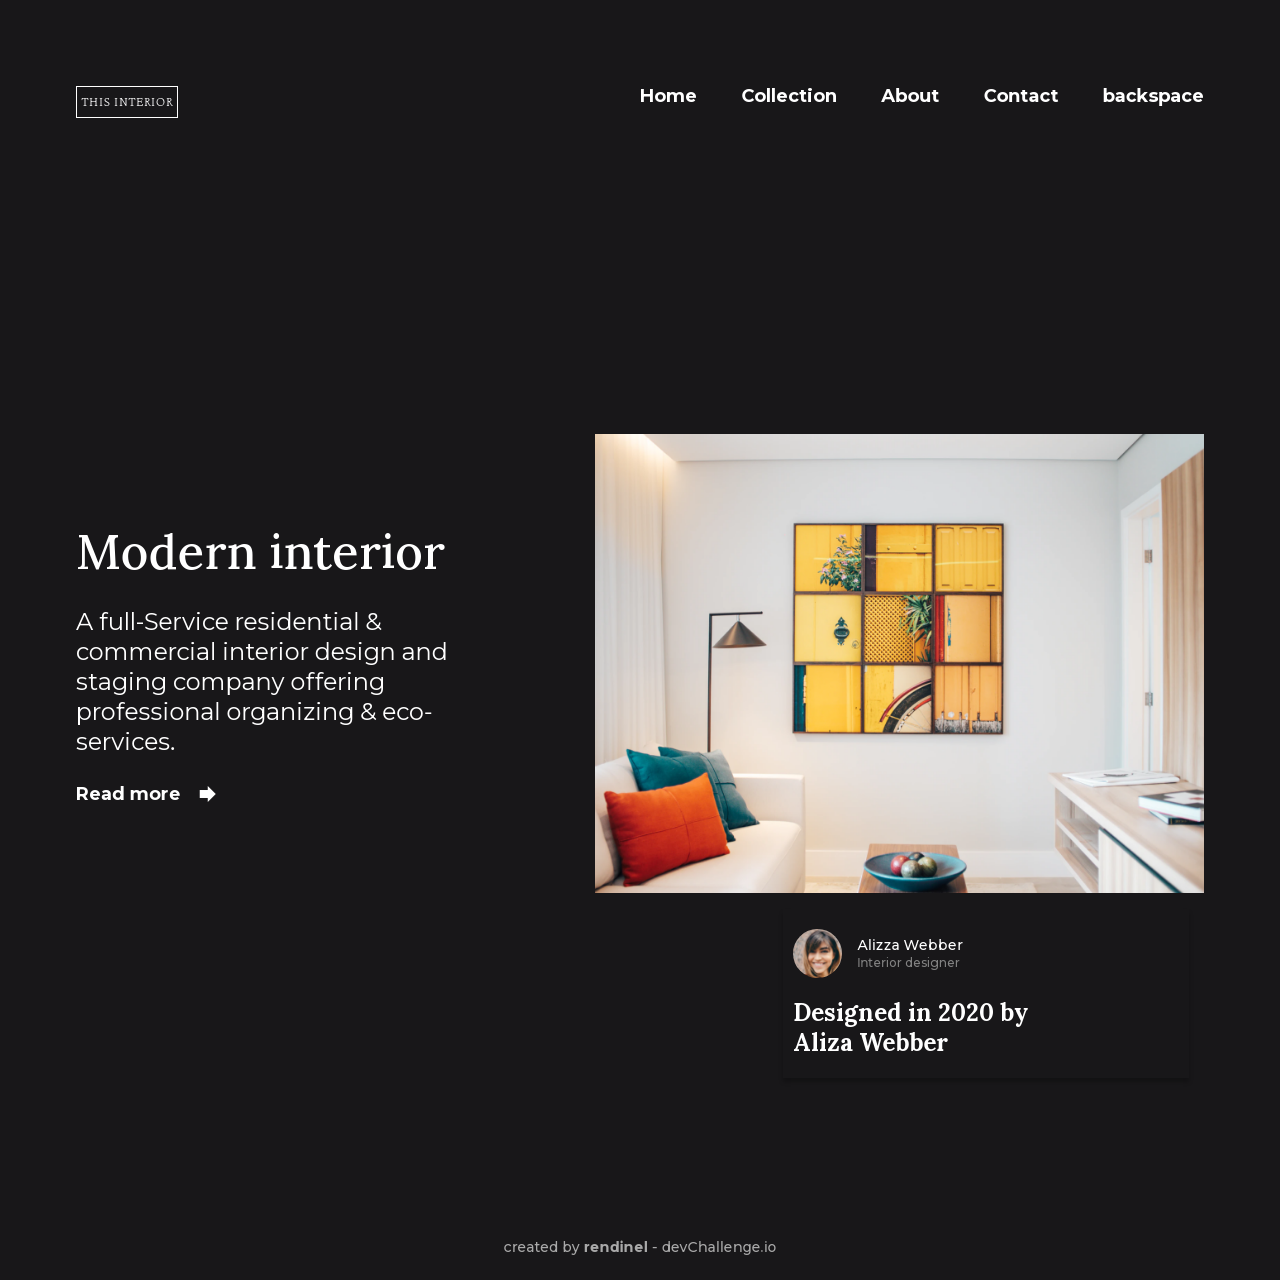 THIS INTERIOR
Home Collection About Contact backspace
Modern interior
A full-Service residential &
commercial interior design and
staging company offering
professional organizing & eco-
services.
Read more
Alizza Webber
Interior designer
Designed in 2020 by
Aliza Webber
created by rendinel - devChallenge.io